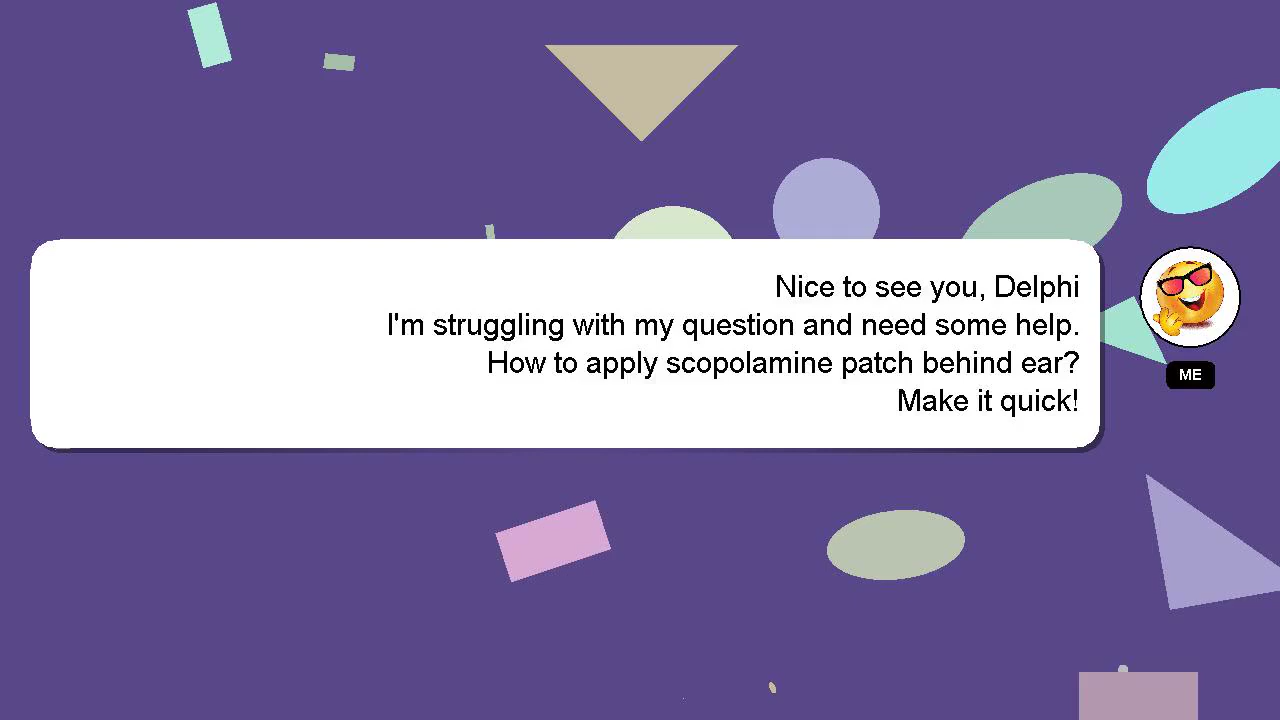 Nice to see you, Delphi
I'm struggling with my question and need some help.
How to apply scopolamine patch behind ear?
Make it quick!
ME